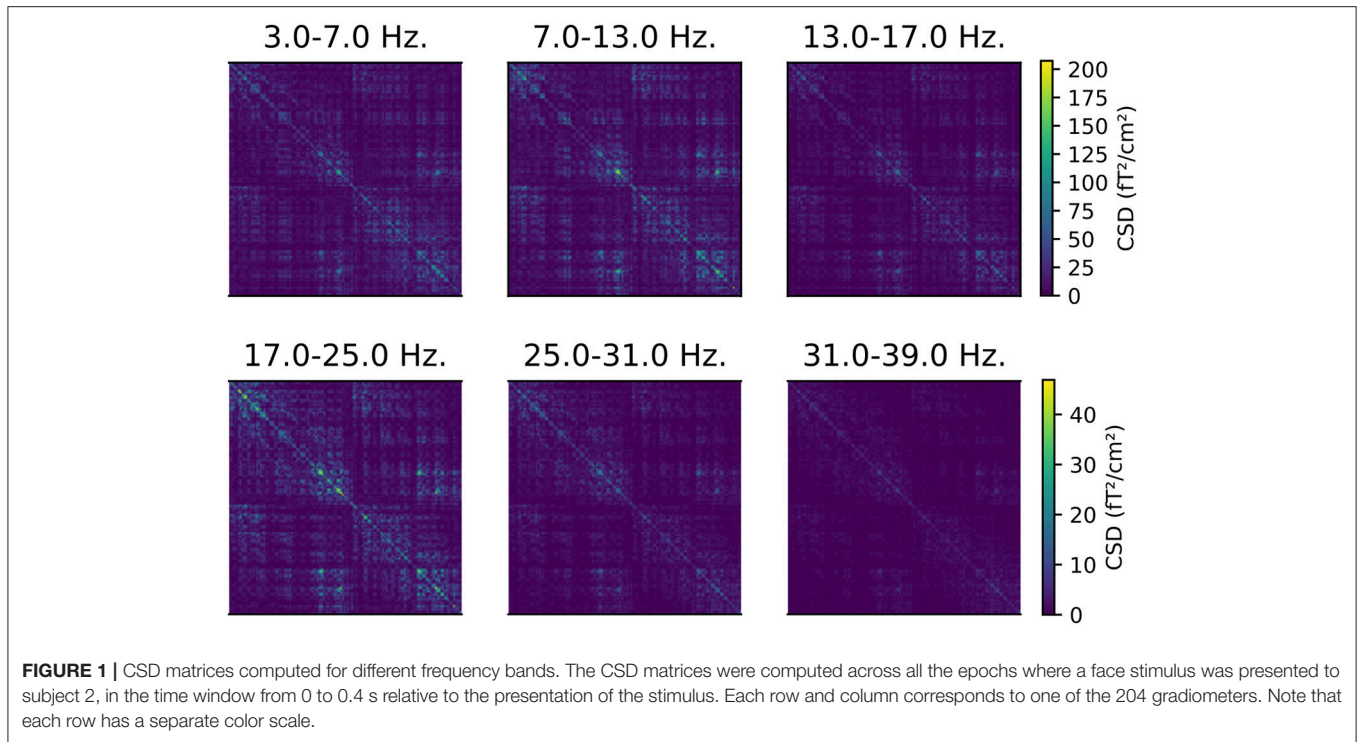 3.0-7.0 Hz. 7.0-13.0 Hz. 13.0-17.0 Hz.
200
175
150
125
100
75
50
25
0
CSD (fT²/cm²)
17.0-25.0 Hz. 25.0-31.0 Hz. 31.0-39.0 Hz.
40
30
20
10
0
CSD (fT²/cm²)
FIGURE 1 | CSD matrices computed for different frequency bands. The CSD matrices were computed across all the epochs where a face stimulus was presented to
subject 2, in the time window from 0 to 0.4 s relative to the presentation of the stimulus. Each row and column corresponds to one of the 204 gradiometers. Note that
each row has a separate color scale.